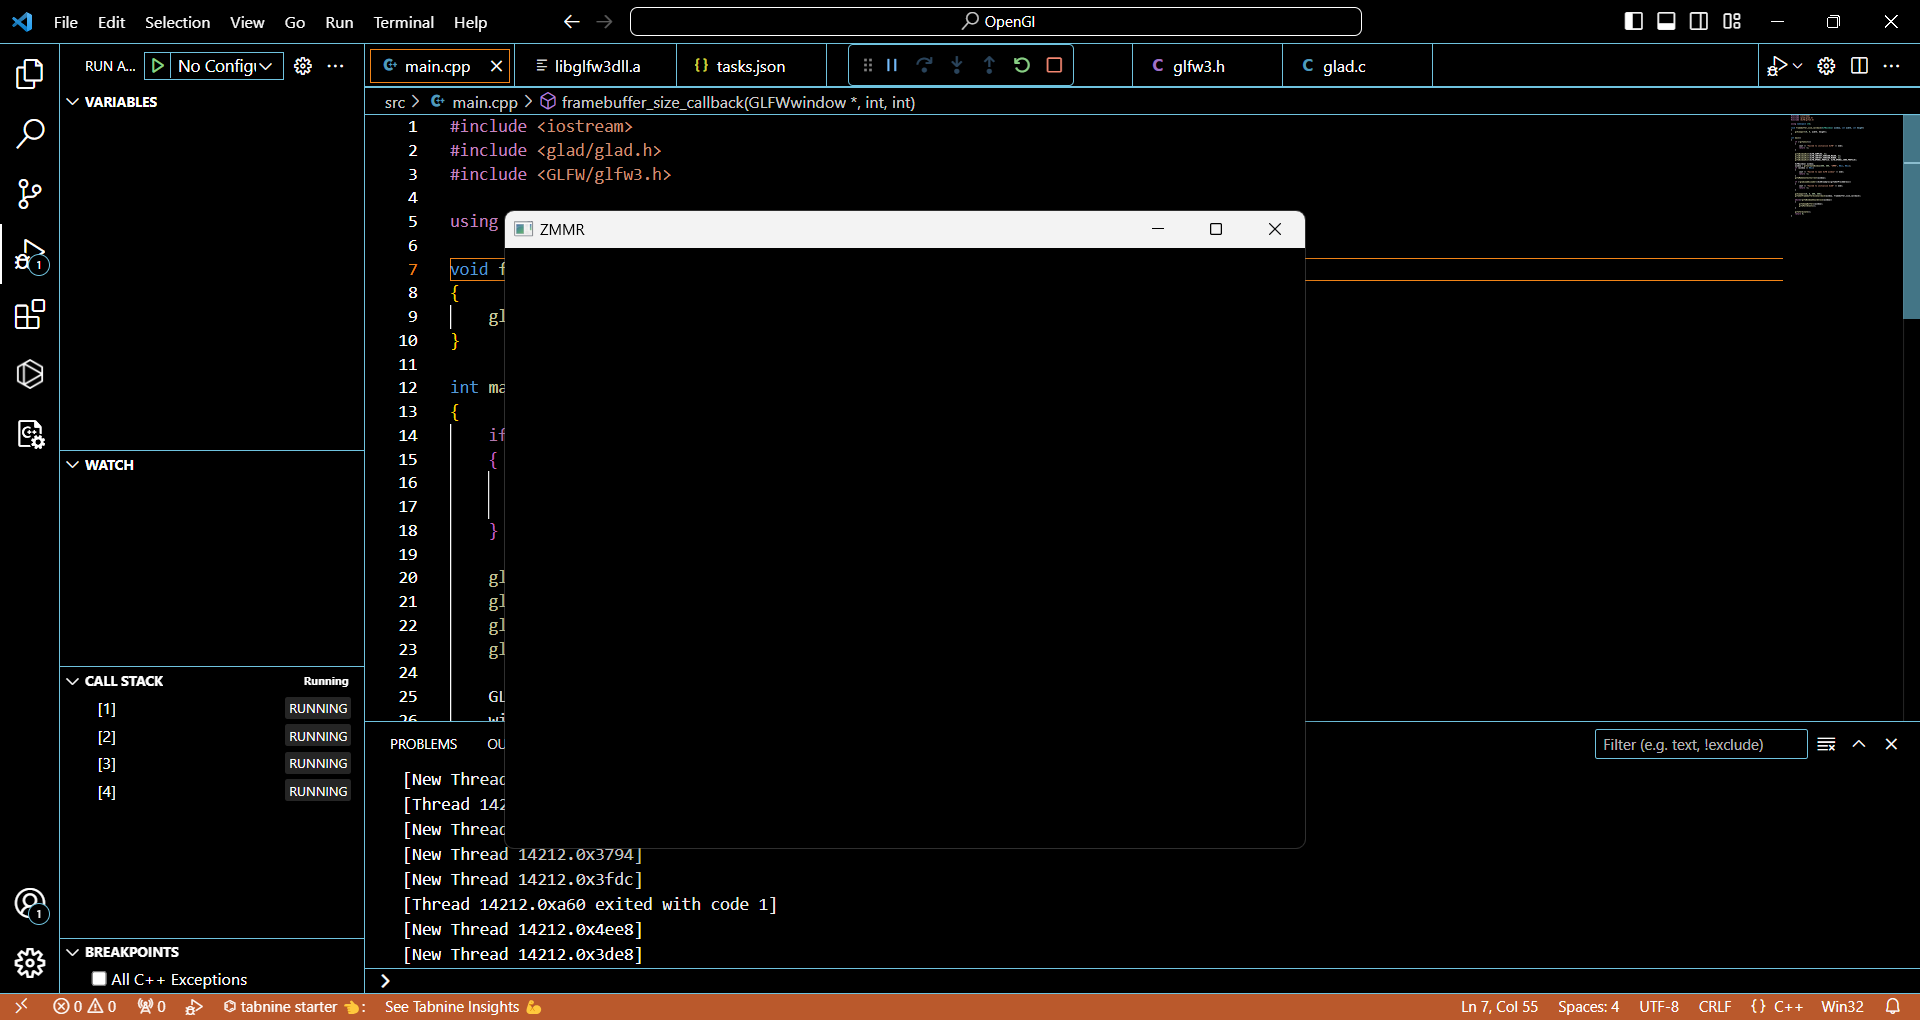 File Edit Selection View Go Run Terminal Help
OpenGl
RUN A... No Config
main.cpp
libglfw3dll.a
tasks.json
glfw3.h
glad.c
VARIABLES
src > main.cpp > framebuffer_size_callback(GLFWwindow *, int, int)
1 #include <iostream>
2 #include <glad/glad.h>
3 #include <GLFW/glfw3.h>
4
5 using
6
7 void f
8 {
9 gl
10 }
11
12 int ma
13 {
14 if
15 {
16
17
18 }
19
20 gl
21 gl
22 gl
23 gl
24
25 GL
26 wi
ZMMR
1
WATCH
CALL STACK Running
[1] RUNNING
[2] RUNNING
[3] RUNNING
[4] RUNNING
PROBLEMS OU
Filter (e.g. text, !exclude)
[New Thread
[Thread 142
[New Thread
[New Thread 14212.0x3794]
[New Thread 14212.0x3fdc]
[Thread 14212.0xa60 exited with code 1]
[New Thread 14212.0x4ee8]
[New Thread 14212.0x3de8]
1
BREAKPOINTS
All C++ Exceptions
>
0 0 0 tabnine starter 👈: See Tabnine Insights 💪 Ln 7, Col 55 Spaces: 4 UTF-8 CRLF {} C++ Win32